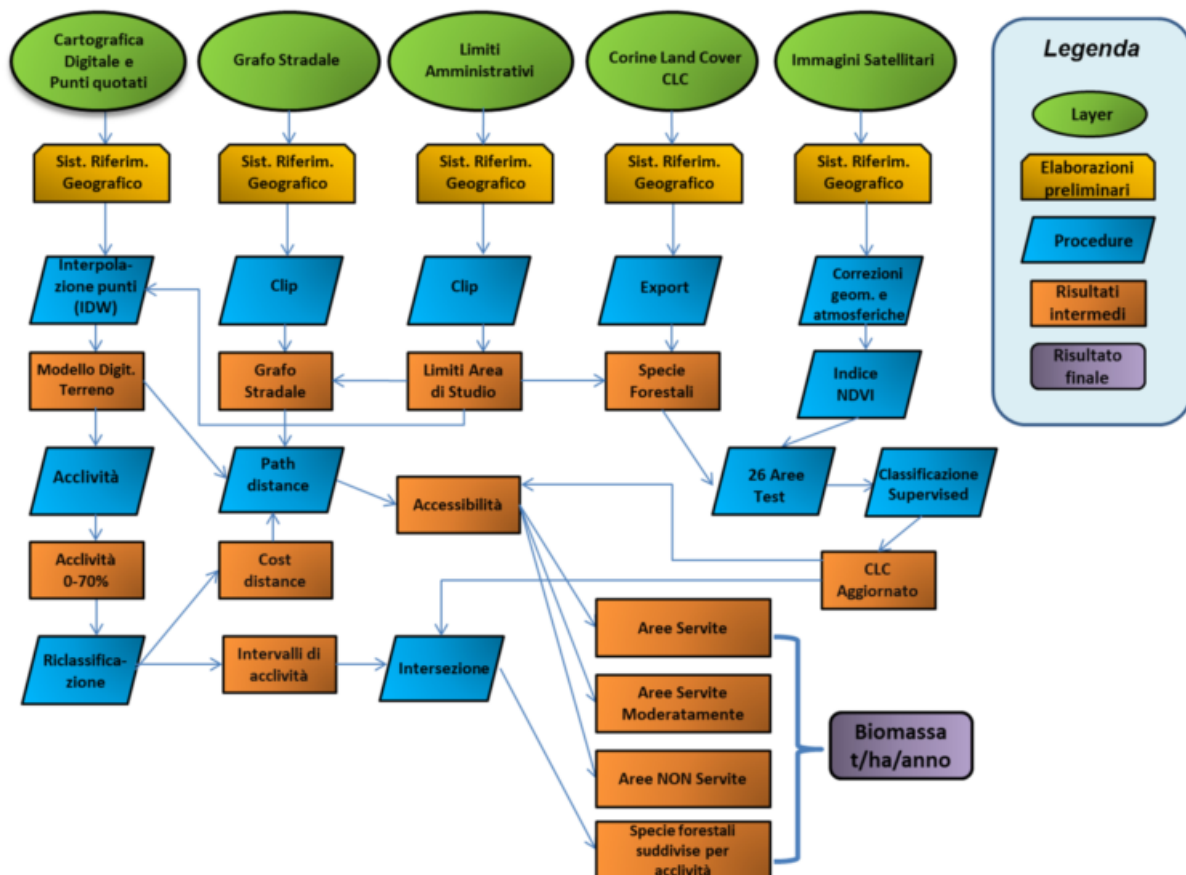 Cartografica
Digitale e
Punti quotati
Grafo Stradale
Limiti
Amministrativi
Corine Land Cover
CLC
Immagini Satellitari
Legenda
Layer
Sist. Riferim.
Geografico
Sist. Riferim.
Geografico
Sist. Riferim.
Geografico
Sist. Riferim.
Geografico
Sist. Riferim.
Geografico
Elaborazioni
preliminari
Interpola-
zione punti
(IDW)
Clip
Clip
Export
Correzioni
geom. e
atmosferiche
Procedure
Risultati
intermedi
Modello Digit.
Terreno
Grafo
Stradale
Limiti Area
di Studio
Specie
Forestali
Indice
NDVI
Risultato
finale
Acclività
Path
distance
Accessibilità
26 Aree
Test
Classificazione
Supervised
Acclività
0-70%
Cost
distance
CLC
Aggiornato
Riclassifica-
zione
Intervalli di
acclività
Intersezione
Aree Servite
Aree Servite
Moderatamente
Aree NON Servite
Specie forestali
suddivise per
acclività
Biomassa
t/ha/anno